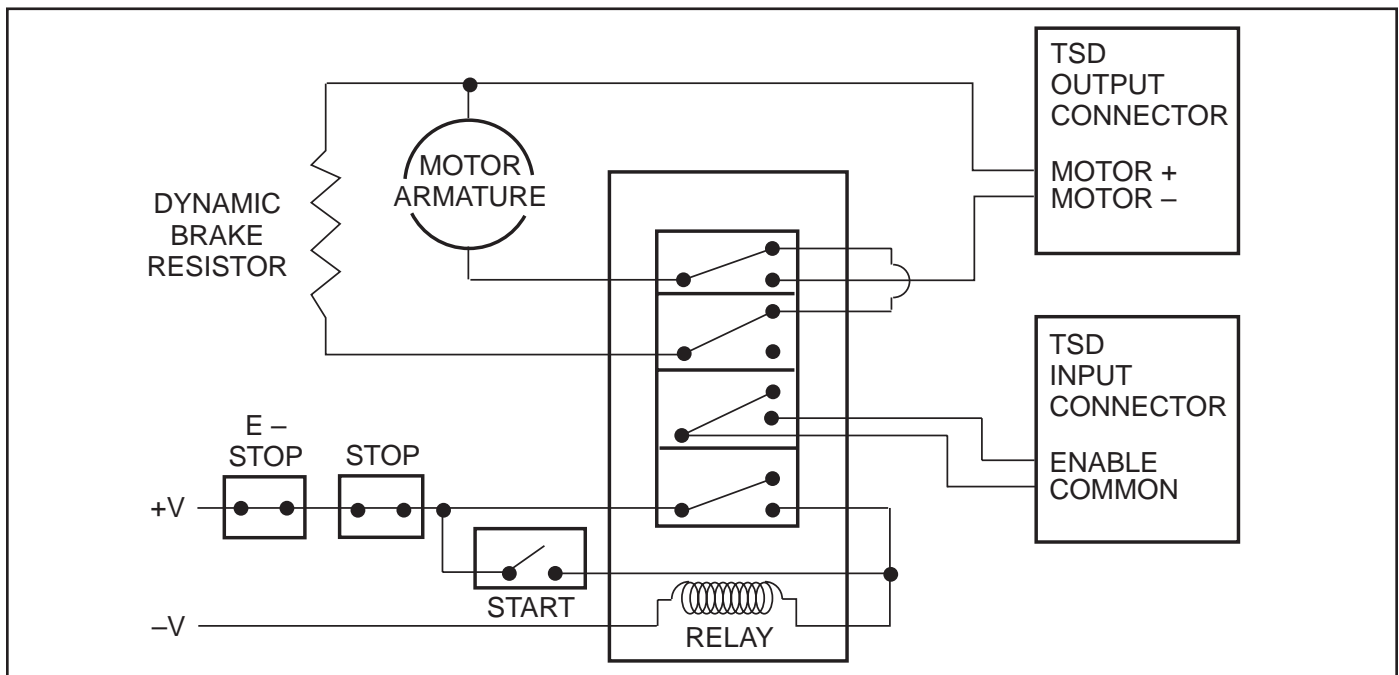 TSD
OUTPUT
CONNECTOR
MOTOR +
MOTOR –
MOTOR
ARMATURE
DYNAMIC
BRAKE
RESISTOR
TSD
INPUT
CONNECTOR
ENABLE
COMMON
E –
STOP
STOP
+V
START
–V
RELAY